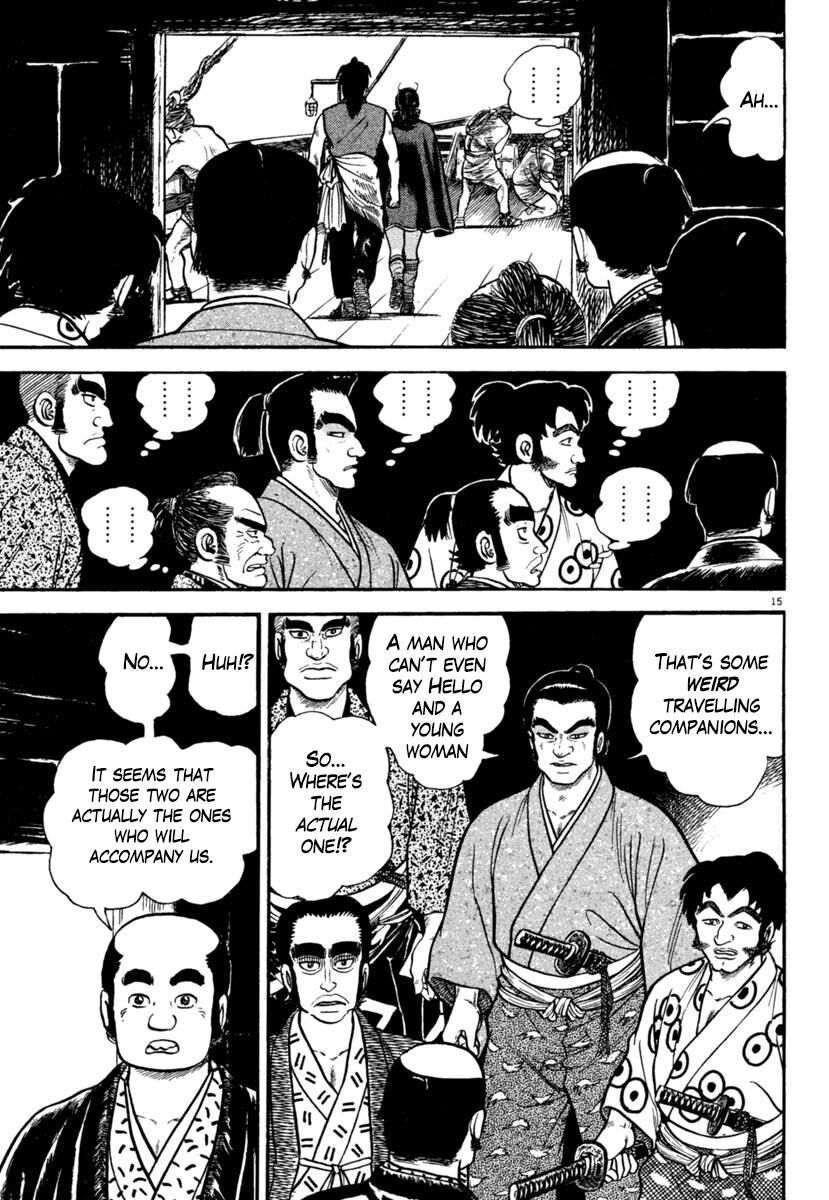 AH...
......
......
......
......
......
......
15
THAT'S SOME
WEIRD
TRAVELLING
COMPANIONS...
A MAN WHO
CAN'T EVEN
SAY HELLO
AND A
YOUNG
WOMAN
SO...
WHERE'S
THE
ACTUAL
ONE!?
HUH!?
NO...
IT SEEMS THAT
THOSE TWO ARE
ACTUALLY THE ONES
WHO WILL
ACCOMPANY US.